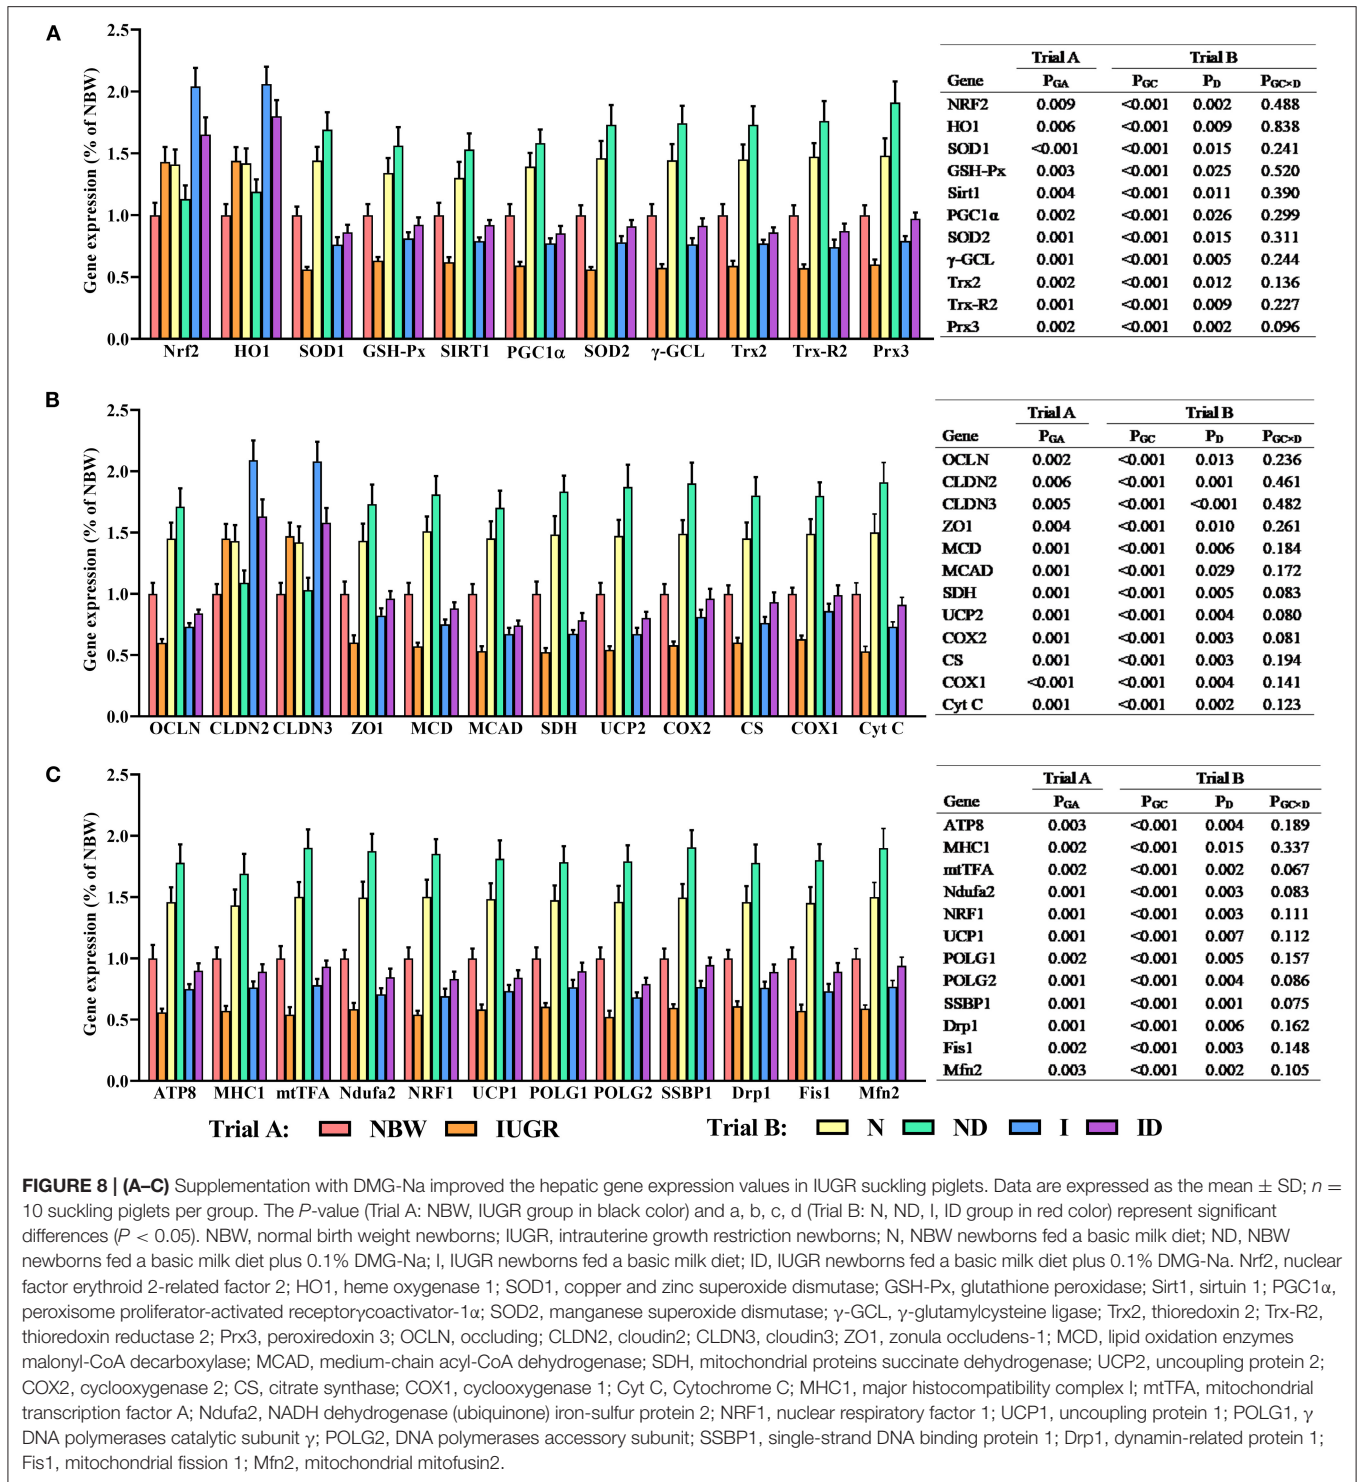 A
2.5
2.0
1.5
1.0
0.5
0.0
Gene expression (% of NBW)
Nrf2 HO1 SOD1 GSH-Px SIRT1 PGC1α SOD2 γ-GCL Trx2 Trx-R2 Prx3
Trial A Trial B
Gene PGA PGC PD PGC×D
NRF2 0.009 <0.001 0.002 0.488
HO1 0.006 <0.001 0.009 0.838
SOD1 <0.001 <0.001 0.015 0.241
GSH-Px 0.003 <0.001 0.025 0.520
Sirt1 0.004 <0.001 0.011 0.390
PGC1α 0.002 <0.001 0.026 0.299
SOD2 0.001 <0.001 0.015 0.311
γ-GCL 0.001 <0.001 0.005 0.244
Trx2 0.002 <0.001 0.012 0.136
Trx-R2 0.001 <0.001 0.009 0.227
Prx3 0.002 <0.001 0.002 0.096
B
2.5
2.0
1.5
1.0
0.5
0.0
Gene expression (% of NBW)
OCLN CLDN2 CLDN3 ZO1 MCD MCAD SDH UCP2 COX2 CS COX1 Cyt C
Trial A Trial B
Gene PGA PGC PD PGC×D
OCLN 0.002 <0.001 0.013 0.236
CLDN2 0.006 <0.001 0.001 0.461
CLDN3 0.005 <0.001 <0.001 0.482
ZO1 0.004 <0.001 0.010 0.261
MCD 0.001 <0.001 0.006 0.184
MCAD 0.001 <0.001 0.029 0.172
SDH 0.001 <0.001 0.005 0.083
UCP2 0.001 <0.001 0.004 0.080
COX2 0.001 <0.001 0.003 0.081
CS 0.001 <0.001 0.003 0.194
COX1 <0.001 <0.001 0.004 0.141
Cyt C 0.001 <0.001 0.002 0.123
C
2.5
2.0
1.5
1.0
0.5
0.0
Gene expression (% of NBW)
ATP8 MHC1 mtTFA Ndufa2 NRF1 UCP1 POLG1 POLG2 SSBP1 Drp1 Fis1 Mfn2
Trial A Trial B
Gene PGA PGC PD PGC×D
ATP8 0.003 <0.001 0.004 0.189
MHC1 0.002 <0.001 0.015 0.337
mtTFA 0.002 <0.001 0.002 0.067
Ndufa2 0.001 <0.001 0.003 0.083
NRF1 0.001 <0.001 0.003 0.111
UCP1 0.001 <0.001 0.007 0.112
POLG1 0.002 <0.001 0.005 0.157
POLG2 0.001 <0.001 0.004 0.086
SSBP1 0.001 <0.001 0.001 0.075
Drp1 0.001 <0.001 0.006 0.162
Fis1 0.002 <0.001 0.003 0.148
Mfn2 0.003 <0.001 0.002 0.105
Trial A: NBW IUGR Trial B: N ND I ID
FIGURE 8 | (A–C) Supplementation with DMG-Na improved the hepatic gene expression values in IUGR suckling piglets. Data are expressed as the mean ± SD; n =
10 suckling piglets per group. The P-value (Trial A: NBW, IUGR group in black color) and a, b, c, d (Trial B: N, ND, I, ID group in red color) represent significant
differences (P < 0.05). NBW, normal birth weight newborns; IUGR, intrauterine growth restriction newborns; N, NBW newborns fed a basic milk diet; ND, NBW
newborns fed a basic milk diet plus 0.1% DMG-Na; I, IUGR newborns fed a basic milk diet; ID, IUGR newborns fed a basic milk diet plus 0.1% DMG-Na. Nrf2, nuclear
factor erythroid 2-related factor 2; HO1, heme oxygenase 1; SOD1, copper and zinc superoxide dismutase; GSH-Px, glutathione peroxidase; Sirt1, sirtuin 1; PGC1α,
peroxisome proliferator-activated receptorγcoactivator-1α; SOD2, manganese superoxide dismutase; γ-GCL, γ-glutamylcysteine ligase; Trx2, thioredoxin 2; Trx-R2,
thioredoxin reductase 2; Prx3, peroxiredoxin 3; OCLN, occluding; CLDN2, cloudin2; CLDN3, cloudin3; ZO1, zonula occludens-1; MCD, lipid oxidation enzymes
malonyl-CoA decarboxylase; MCAD, medium-chain acyl-CoA dehydrogenase; SDH, mitochondrial proteins succinate dehydrogenase; UCP2, uncoupling protein 2;
COX2, cyclooxygenase 2; CS, citrate synthase; COX1, cyclooxygenase 1; Cyt C, Cytochrome C; MHC1, major histocompatibility complex I; mtTFA, mitochondrial
transcription factor A; Ndufa2, NADH dehydrogenase (ubiquinone) iron-sulfur protein 2; NRF1, nuclear respiratory factor 1; UCP1, uncoupling protein 1; POLG1, γ
DNA polymerases catalytic subunit γ; POLG2, DNA polymerases accessory subunit; SSBP1, single-strand DNA binding protein 1; Drp1, dynamin-related protein 1;
Fis1, mitochondrial fission 1; Mfn2, mitochondrial mitofusin2.